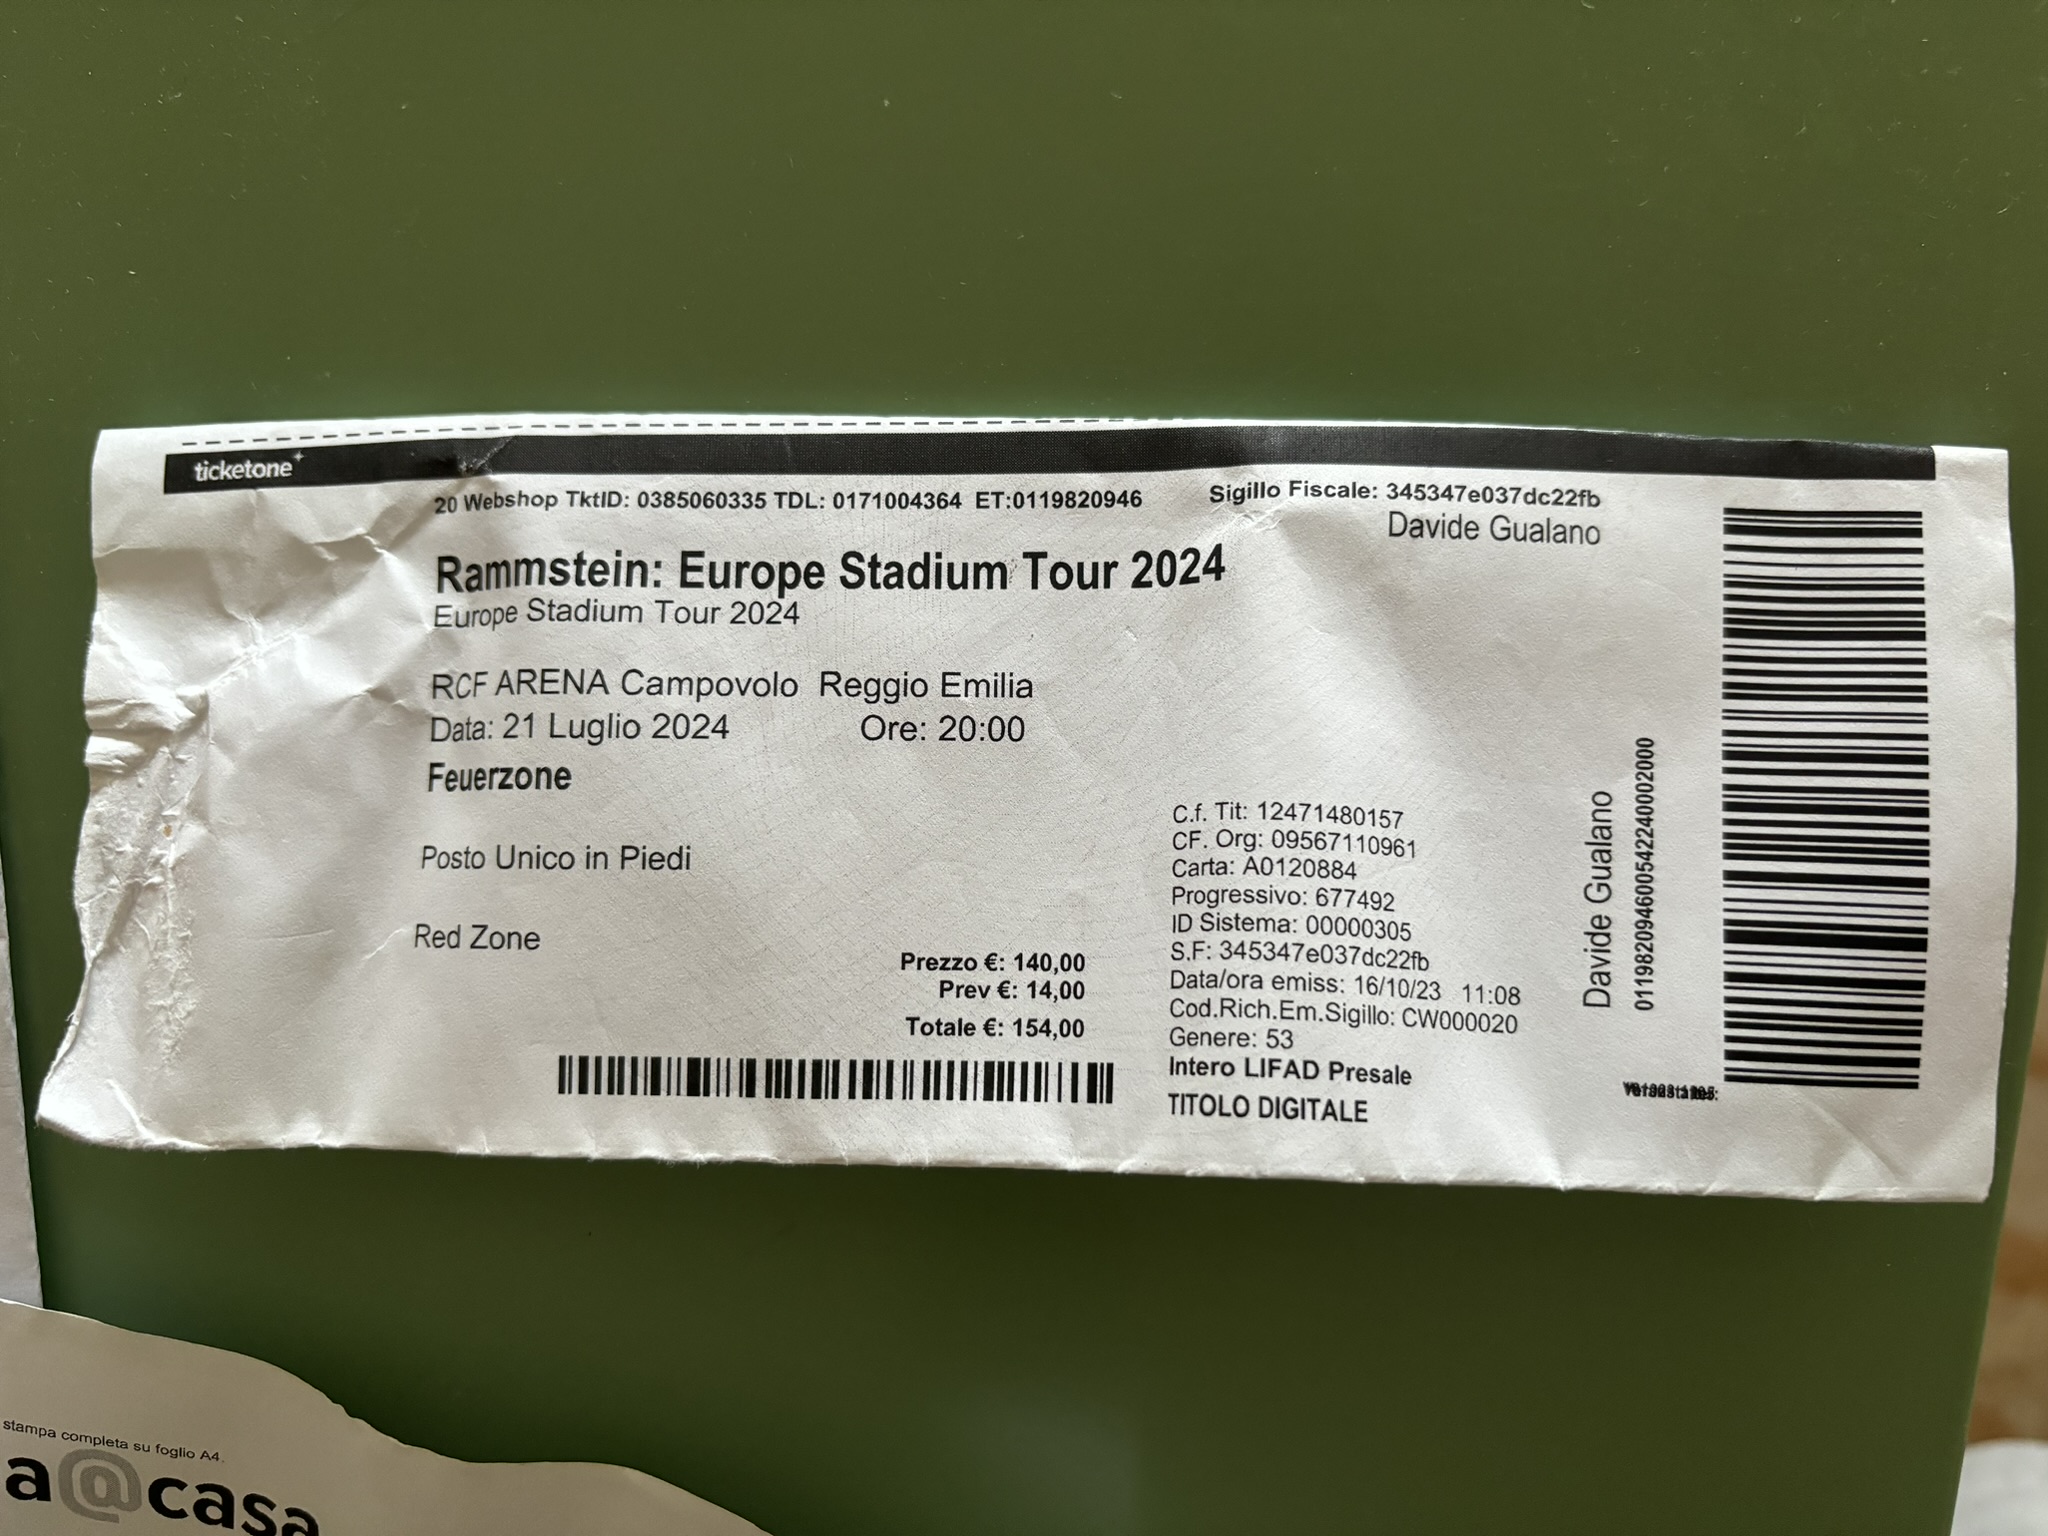 ticketone
20 Webshop TktID: 0385060335 TDL: 0171004364 ET:0119820946
Sigillo Fiscale: 345347e037dc22fb
Davide Gualano
Rammstein: Europe Stadium Tour 2024
Europe Stadium Tour 2024
RCF ARENA Campovolo Reggio Emilia
Data: 21 Luglio 2024 Ore: 20:00
Feuerzone
Posto Unico in Piedi
Red Zone
Prezzo €: 140,00
Prev €: 14,00
Totale €: 154,00
C.f. Tit: 12471480157
CF. Org: 09567110961
Carta: A0120884
Progressivo: 677492
ID Sistema: 00000305
S.F: 345347e037dc22fb
Data/ora emiss: 16/10/23 11:08
Cod.Rich.Em.Sigillo: CW000020
Genere: 53
Intero LIFAD Presale
TITOLO DIGITALE
Davide Gualano
011982094600542240002000
stampa completa su foglio A4.
a@casa